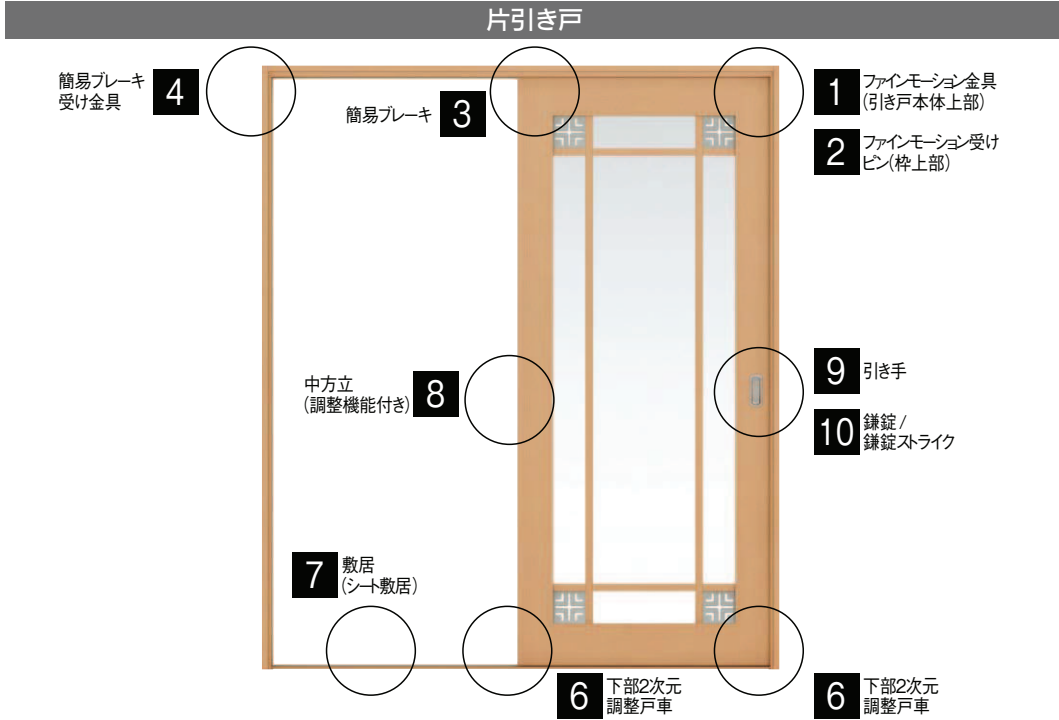 片引き戸
簡易ブレーキ
受け金具
4
簡易ブレーキ
3
1
ファインモーション金具
(引き戸本体上部)
2
ファインモーション受け
ピン(枠上部)
中方立
(調整機能付き)
8
9
引き手
10
鎌錠/
鎌錠ストライク
7
敷居
(シート敷居)
6
下部2次元
調整戸車
6
下部2次元
調整戸車